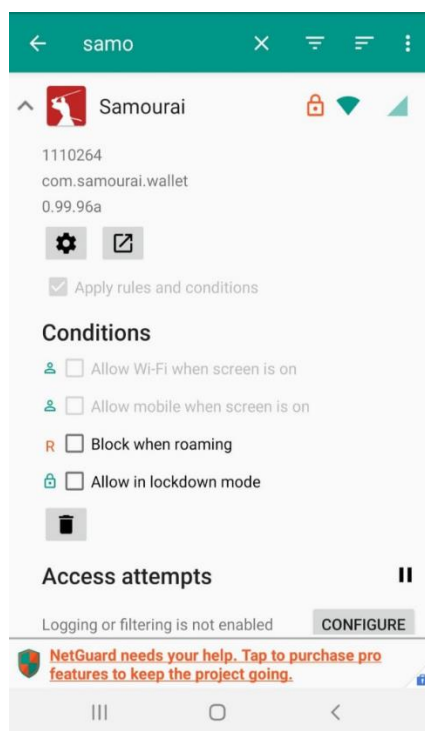 samo
Samourai
1110264
com.samourai.wallet
0.99.96a
Apply rules and conditions
Conditions
Allow Wi-Fi when screen is on
Allow mobile when screen is on
R Block when roaming
Allow in lockdown mode
Access attempts
Logging or filtering is not enabled CONFIGURE
NetGuard needs your help. Tap to purchase pro
features to keep the project going.